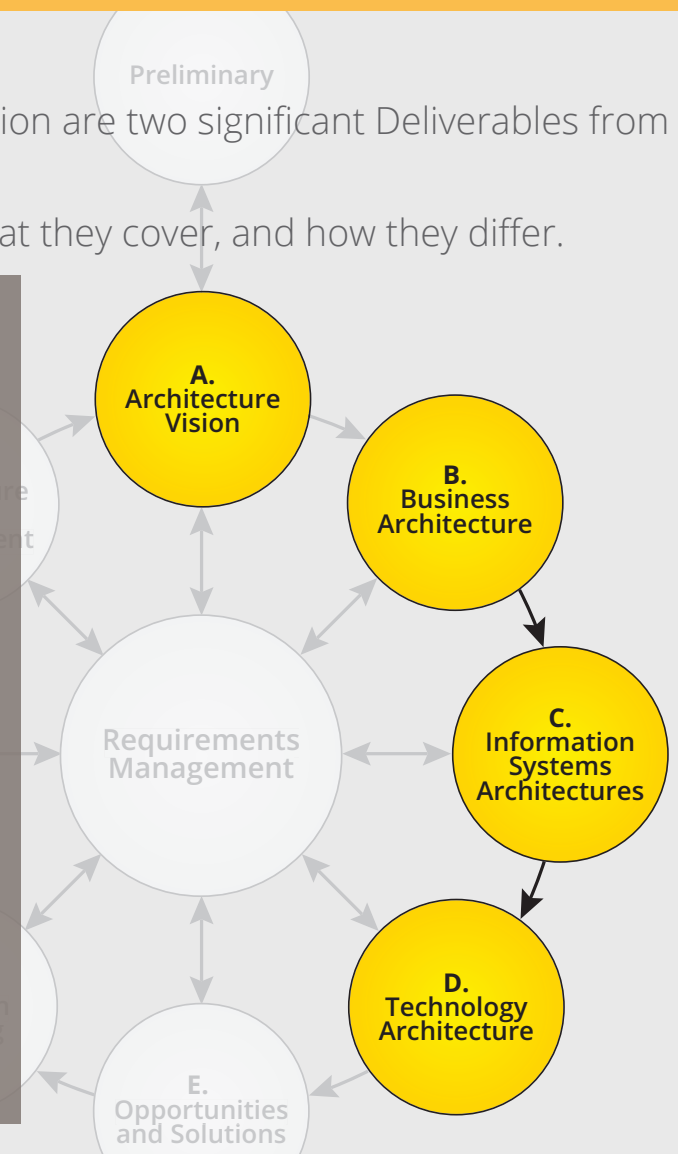 Preliminary
ion are two significant Deliverables from
at they cover, and how they differ.
A.
Architecture
Vision
B.
Business
Architecture
C.
Information
Systems
Architectures
Requirements
Management
D.
Technology
Architecture
E.
Opportunities
and Solutions